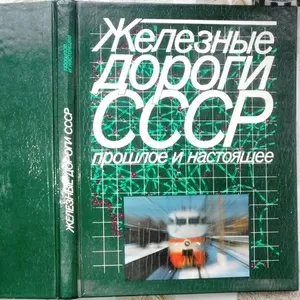 Железные
дороги
СССР
прошлое и настоящее
ЖЕЛЕЗНЫЕ ДОРОГИ СССР